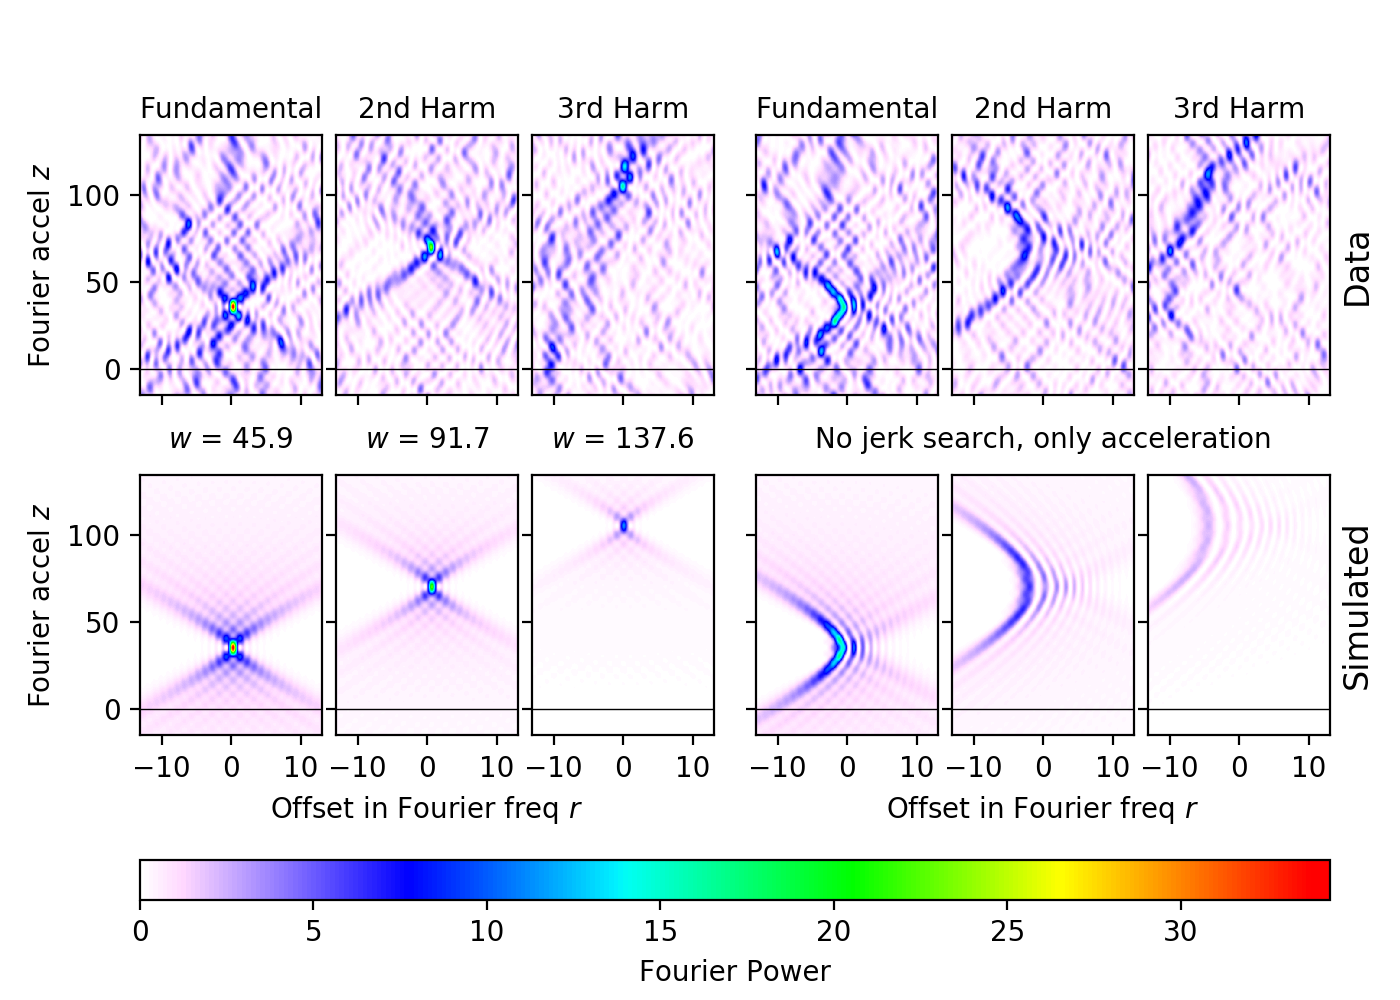 Fundamental 2nd Harm 3rd Harm Fundamental 2nd Harm 3rd Harm
Fourier accel z
100
50
0
Data
w = 45.9 w = 91.7 w = 137.6 No jerk search, only acceleration
Fourier accel z
100
50
0
Simulated
−10 0 10 −10 0 10 −10 0 10 −10 0 10 −10 0 10 −10 0 10
Offset in Fourier freq r Offset in Fourier freq r
0 5 10 15 20 25 30
Fourier Power